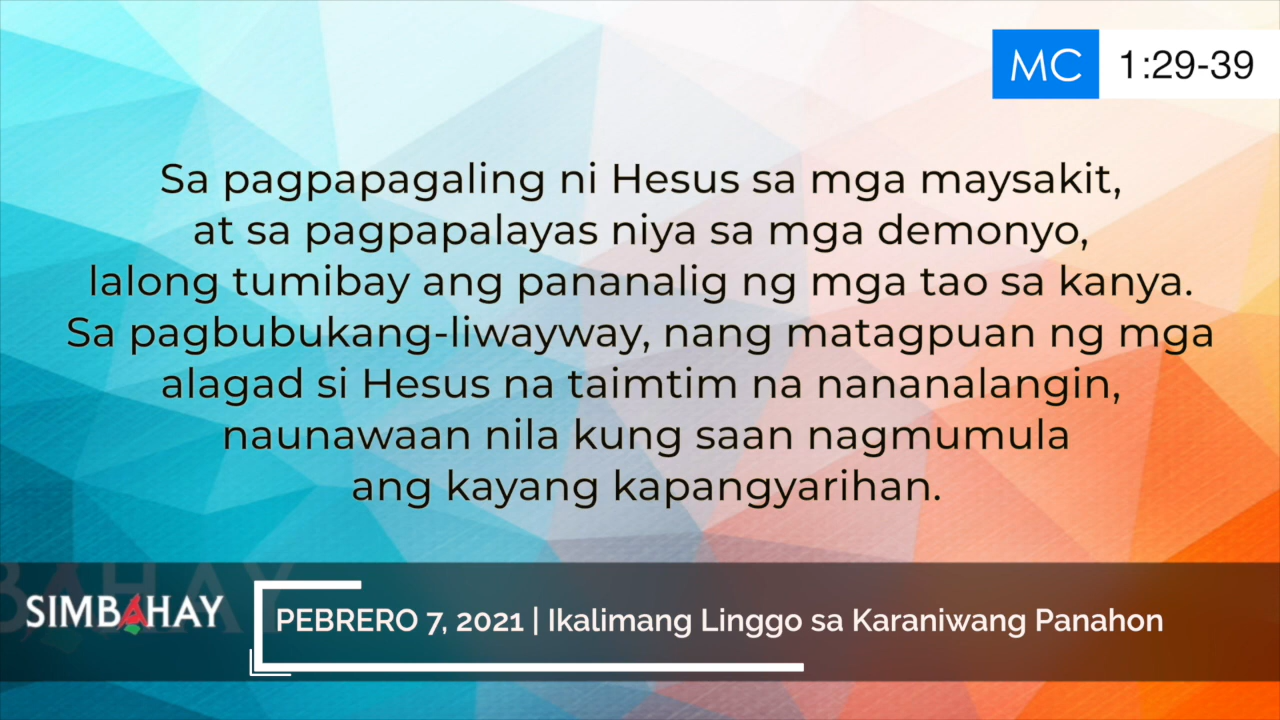 MC 1:29-39
Sa pagpapagaling ni Hesus sa mga maysakit,
at sa pagpapalayas niya sa mga demonyo,
lalong tumibay ang pananalig ng mga tao sa kanya.
Sa pagbubukang-liwayway, nang matagpuan ng mga
alagad si Hesus na taimtim na nananalangin,
naunawaan nila kung saan nagmumula
ang kayang kapangyarihan.
SIMBAHAY
PEBRERO 7, 2021 | Ikalimang Linggo sa Karaniwang Panahon